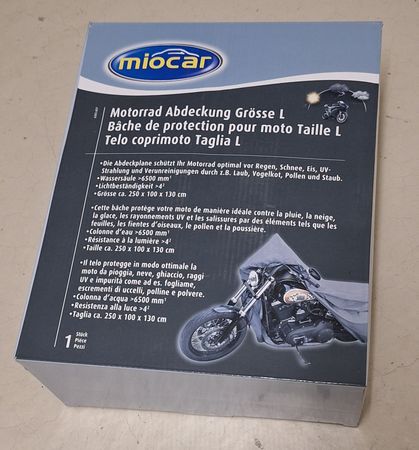 miocar
Motorrad Abdeckung Grösse L
Bâche de protection pour moto Taille L
Telo coprimoto Taglia L
•Die Abdeckplane schützt Ihr Motorrad optimal vor Regen, Schnee, Eis, UV-
Strahlung und Verunreinigungen durch z.B. Laub, Vogelkot, Pollen und Staub.
•Wassersäule >6500 mm¹
•Lichtbeständigkeit >4²
•Grösse ca. 250 x 100 x 130 cm
•Cette bâche protège votre moto de manière idéale contre la pluie, la neige,
la glace, les rayonnements UV et les salissures par des éléments tels que les
feuilles, les fientes d'oiseaux, le pollen et la poussière.
•Colonne d'eau >6500 mm¹
•Résistance à la lumière >4²
•Taille ca. 250 x 100 x 130 cm
•Il telo protegge in modo ottimale la
moto da pioggia, neve, ghiaccio, raggi
UV e impurità come ad es. fogliame,
escrementi di uccelli, polline e polvere.
•Colonna d'acqua >6500 mm¹
•Resistenza alla luce >4²
•Taglia ca. 250 x 100 x 130 cm
1 Stück
Pièce
Pezzi